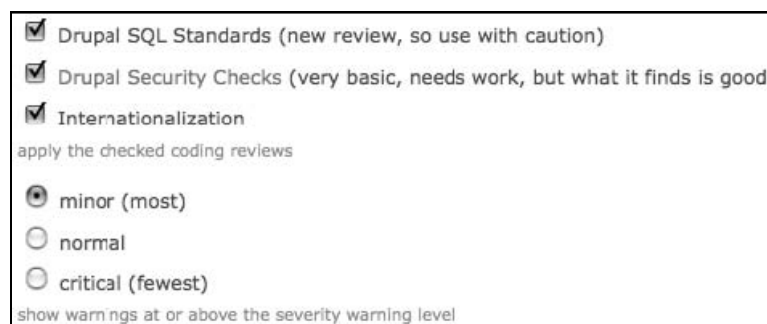 Drupal SQL Standards (new review, so use with caution)
Drupal Security Checks (very basic, needs work, but what it finds is good
Internationalization
apply the checked coding reviews
minor (most)
normal
critical (fewest)
show warnings at or above the severity warning level